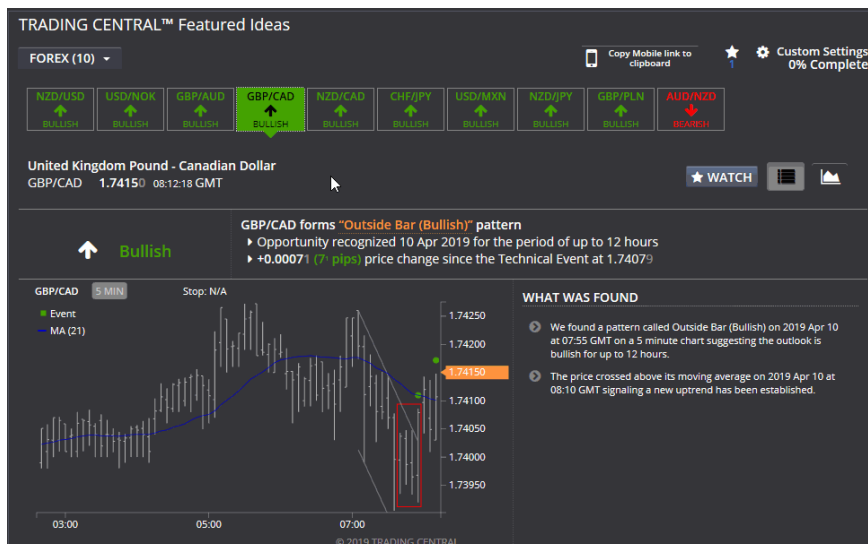 TRADING CENTRAL™ Featured Ideas
FOREX (10)
Copy Mobile link to
clipboard
1
Custom Settings
0% Complete
NZD/USD USD/NOK GBP/AUD GBP/CAD NZD/CAD CHF/JPY USD/MXN NZD/JPY GBP/PLN AUD/NZD
BULLISH BULLISH BULLISH BULLISH BULLISH BULLISH BULLISH BULLISH BULLISH BEARISH
United Kingdom Pound - Canadian Dollar
GBP/CAD 1.74150 08:12:18 GMT
WATCH
Bullish
GBP/CAD forms "Outside Bar (Bullish)" pattern
Opportunity recognized 10 Apr 2019 for the period of up to 12 hours
+0.00071 (7¹ pips) price change since the Technical Event at 1.74079
GBP/CAD 5 MIN Stop: N/A
Event
MA (21)
1.74250
1.74200
1.74150
1.74100
1.74050
1.74000
1.73950
03:00 05:00 07:00
© 2019 TRADING CENTRAL
WHAT WAS FOUND
We found a pattern called Outside Bar (Bullish) on 2019 Apr 10
at 07:55 GMT on a 5 minute chart suggesting the outlook is
bullish for up to 12 hours.
The price crossed above its moving average on 2019 Apr 10 at
08:10 GMT signaling a new uptrend has been established.